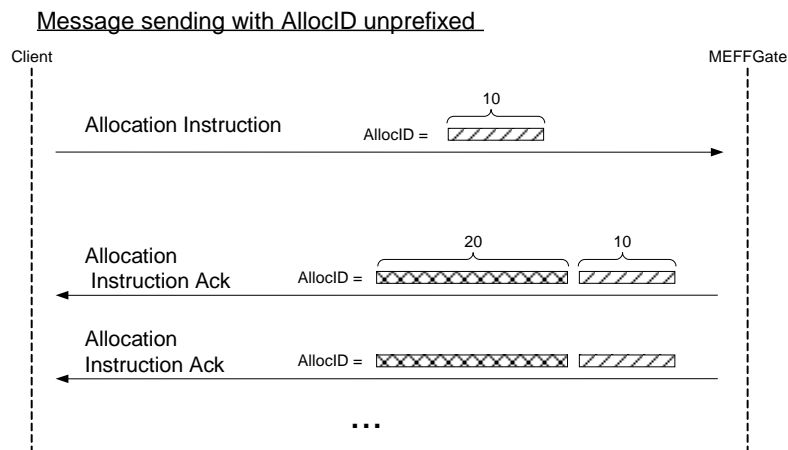 Message sending with AllocID unprefixed
Client
MEFFGate
10
Allocation Instruction
AllocID =
20
10
Allocation
Instruction Ack
AllocID =
Allocation
Instruction Ack
AllocID =
...